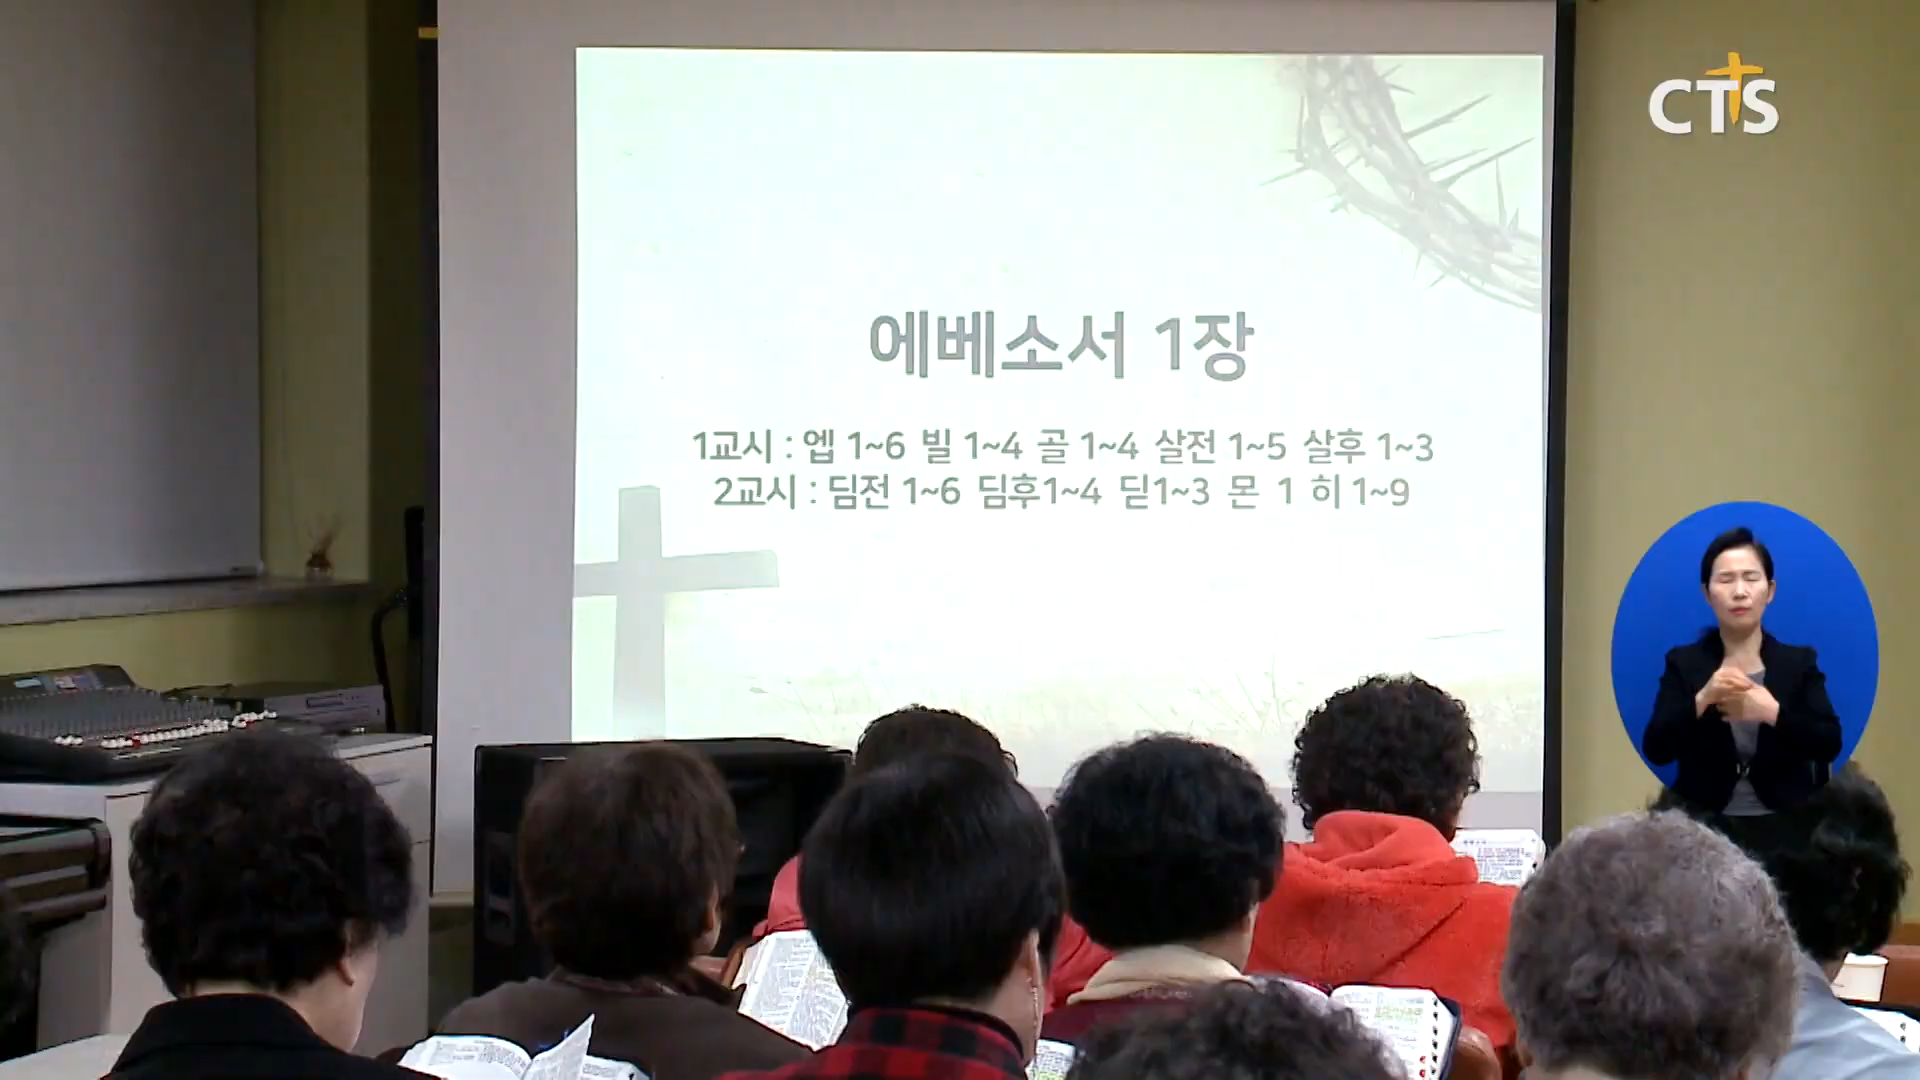 CTS
에베소서 1장
1교시 : 엡 1~6 빌 1~4 골 1~4 살전 1~5 살후 1~3
2교시 : 딤전 1~6 딤후1~4 딛1~3 몬 1 히 1~9